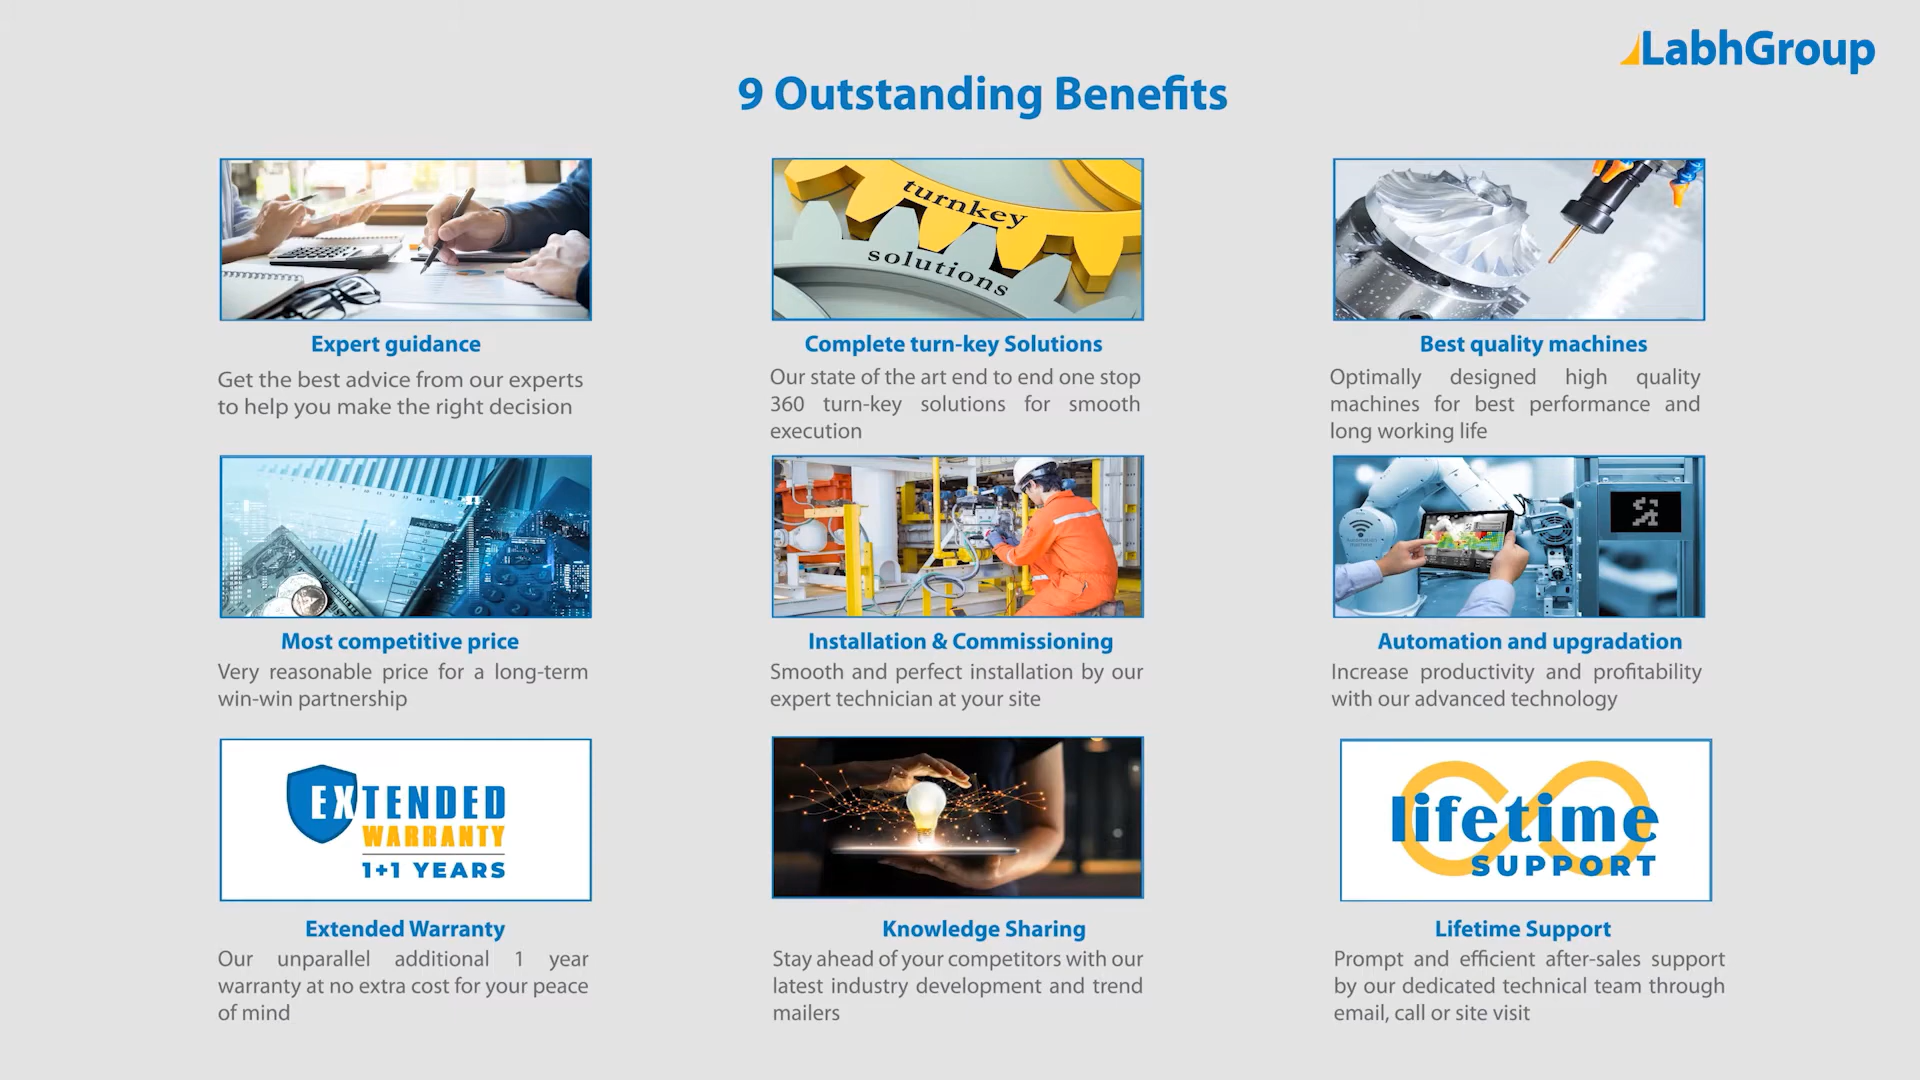 LabhGroup
9 Outstanding Benefits
turnkey
solutions
Expert guidance
Get the best advice from our experts
to help you make the right decision
Complete turn-key Solutions
Our state of the art end to end one stop
360 turn-key solutions for smooth
execution
Best quality machines
Optimally designed high quality
machines for best performance and
long working life
Most competitive price
Very reasonable price for a long-term
win-win partnership
Installation & Commissioning
Smooth and perfect installation by our
expert technician at your site
Automation and upgradation
Increase productivity and profitability
with our advanced technology
EXTENDED
WARRANTY
1+1 YEARS
Extended Warranty
Our unparallel additional 1 year
warranty at no extra cost for your peace
of mind
Knowledge Sharing
Stay ahead of your competitors with our
latest industry development and trend
mailers
lifetime
SUPPORT
Lifetime Support
Prompt and efficient after-sales support
by our dedicated technical team through
email, call or site visit